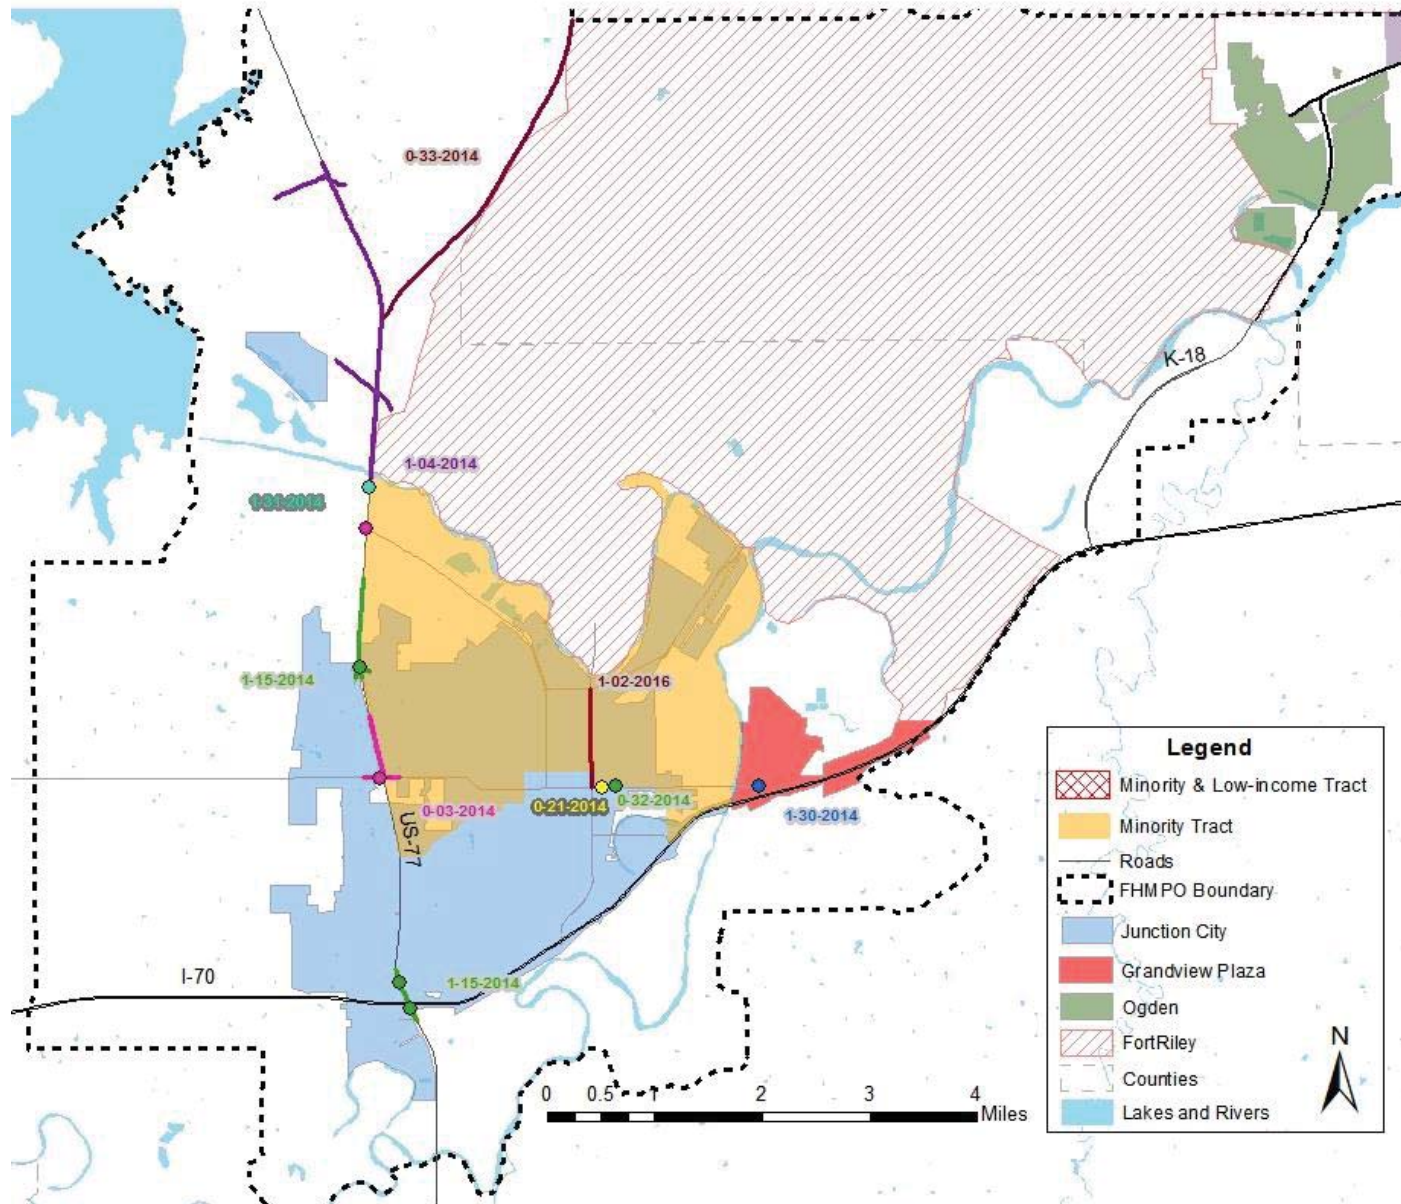 0-33-2014
K-18
1-04-2014
1-31-2014
1-15-2014
1-02-2016
0-03-2014
0-21-2014
0-32-2014
1-30-2014
US-77
I-70
1-15-2014
Legend
Minority & Low-income Tract
Minority Tract
Roads
FHMPO Boundary
Junction City
Grandview Plaza
Ogden
FortRiley
Counties
Lakes and Rivers
N
0 0.5 1 2 3 4
Miles